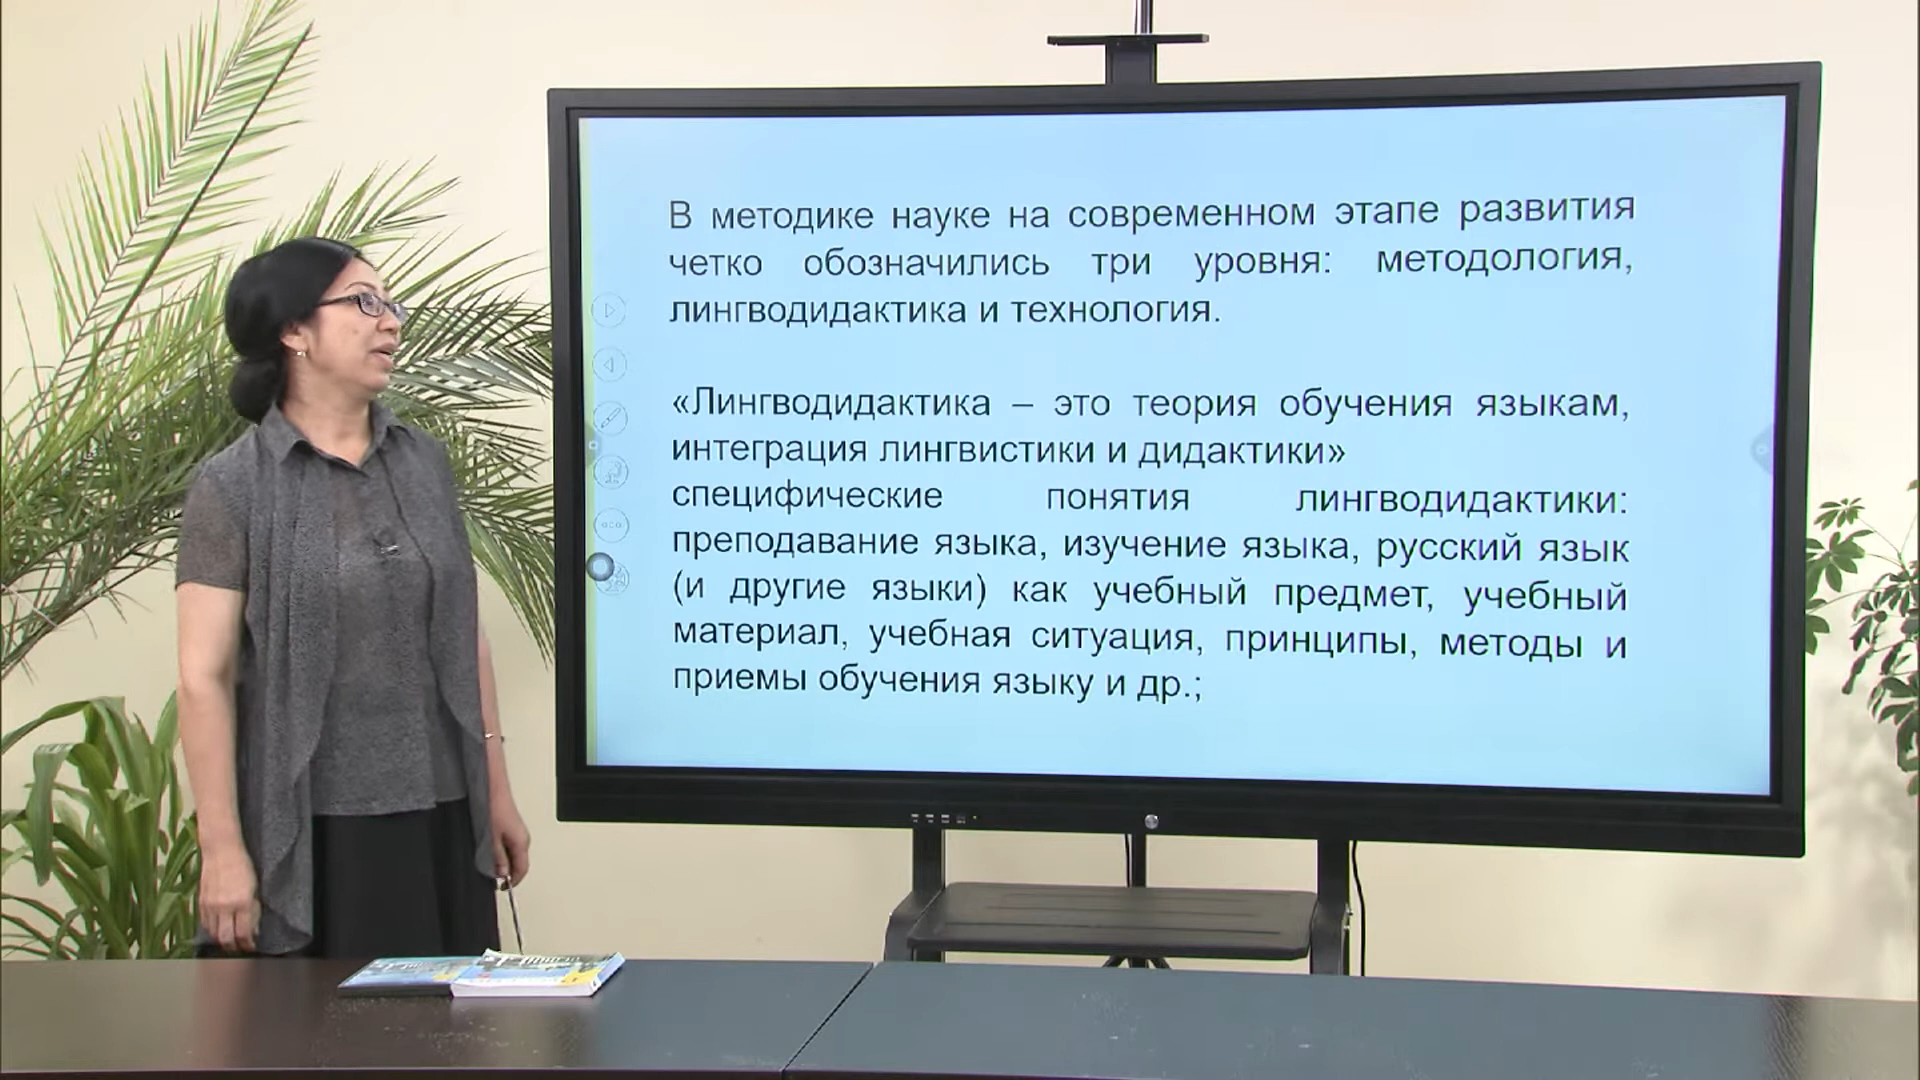 В методике науке на современном этапе развития
четко обозначились три уровня: методология,
лингводидактика и технология.
«Лингводидактика – это теория обучения языкам,
интеграция лингвистики и дидактики»
специфические понятия лингводидактики:
преподавание языка, изучение языка, русский язык
(и другие языки) как учебный предмет, учебный
материал, учебная ситуация, принципы, методы и
приемы обучения языку и др.;